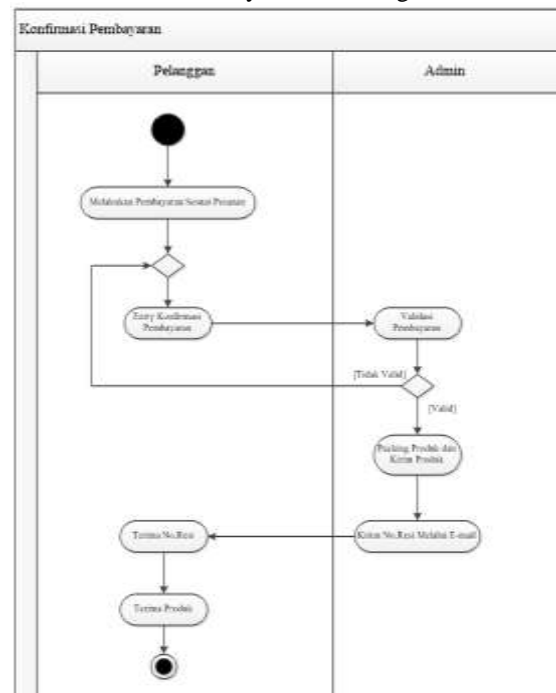 Konfirmasi Pembayaran
Pelanggan
Admin
Melakukan Pembayaran Sesuai Pesanan
Entry Konfirmasi
Pembayaran
Validasi
Pembayaran
[Tidak Valid]
[Valid]
Packing Produk dan
Kirim Produk
Terima No.Resi
Kirim No.Resi Melalui E-mail
Terima Produk